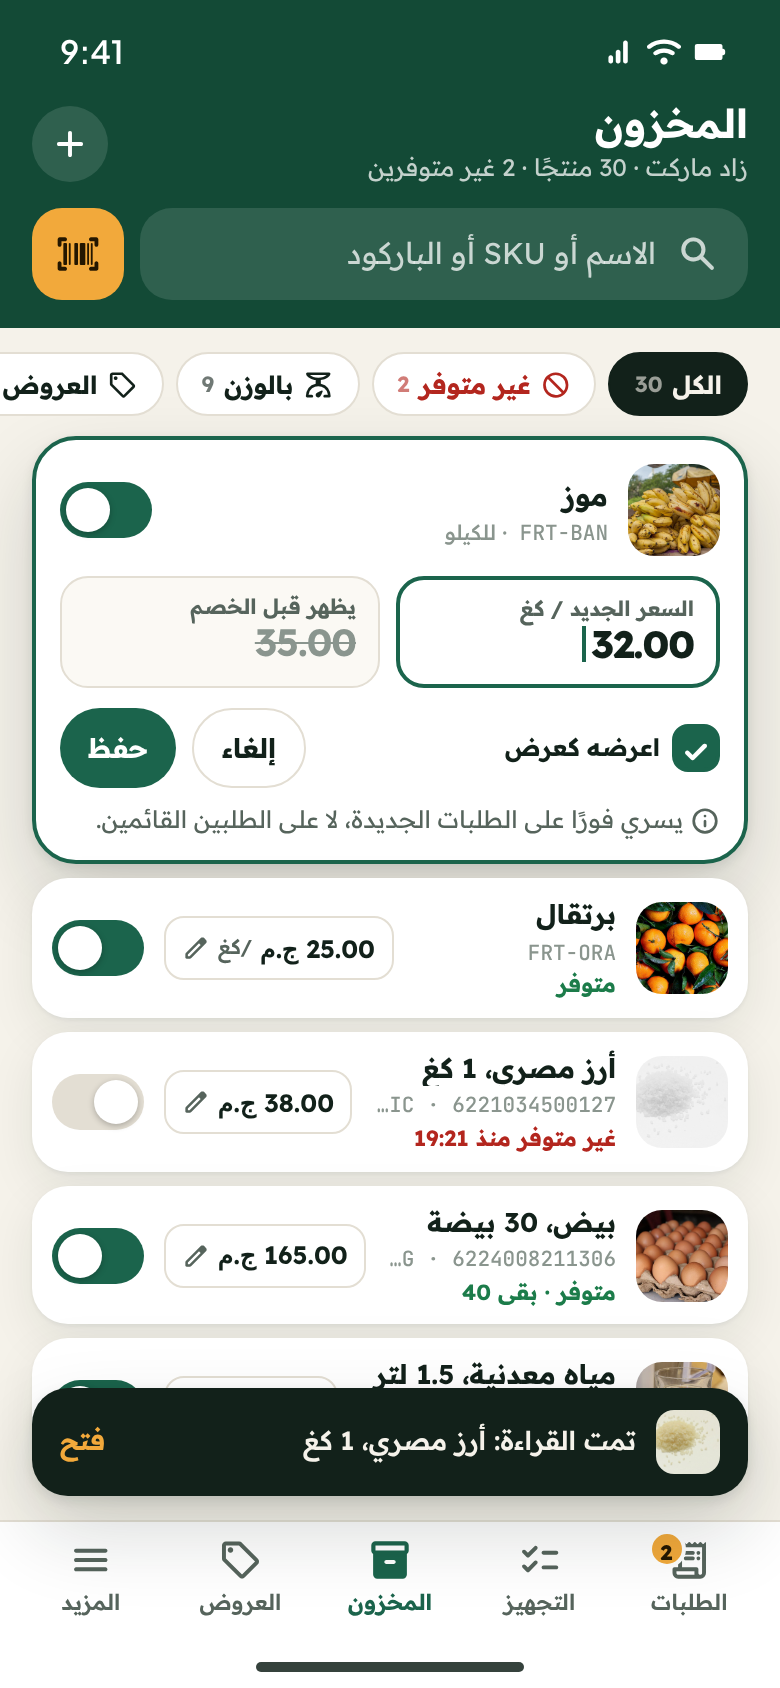 9:41
المخزون
زاد ماركت · 30 منتجًا · 2 غير متوفرين
الاسم أو SKU أو الباركود
الكل 30
غير متوفر 2
بالوزن 9
العروض
موز
FRT-BAN · للكيلو
السعر الجديد / كغ
32.00
يظهر قبل الخصم
35.00
اعرضه كعرض
إلغاء
حفظ
يسري فورًا على الطلبات الجديدة، لا على الطلبين القائمين.
برتقال
FRT-ORA
متوفر
25.00 ج.م /كغ
أرز مصري، 1 كغ
6221034500127 · IC…
غير متوفر منذ 19:21
38.00 ج.م
بيض، 30 بيضة
6224008211306 · G…
متوفر · بقي 40
165.00 ج.م
مياه معدنية، 1.5 لتر
تمت القراءة: أرز مصري، 1 كغ
فتح
2
الطلبات
التجهيز
المخزون
العروض
المزيد